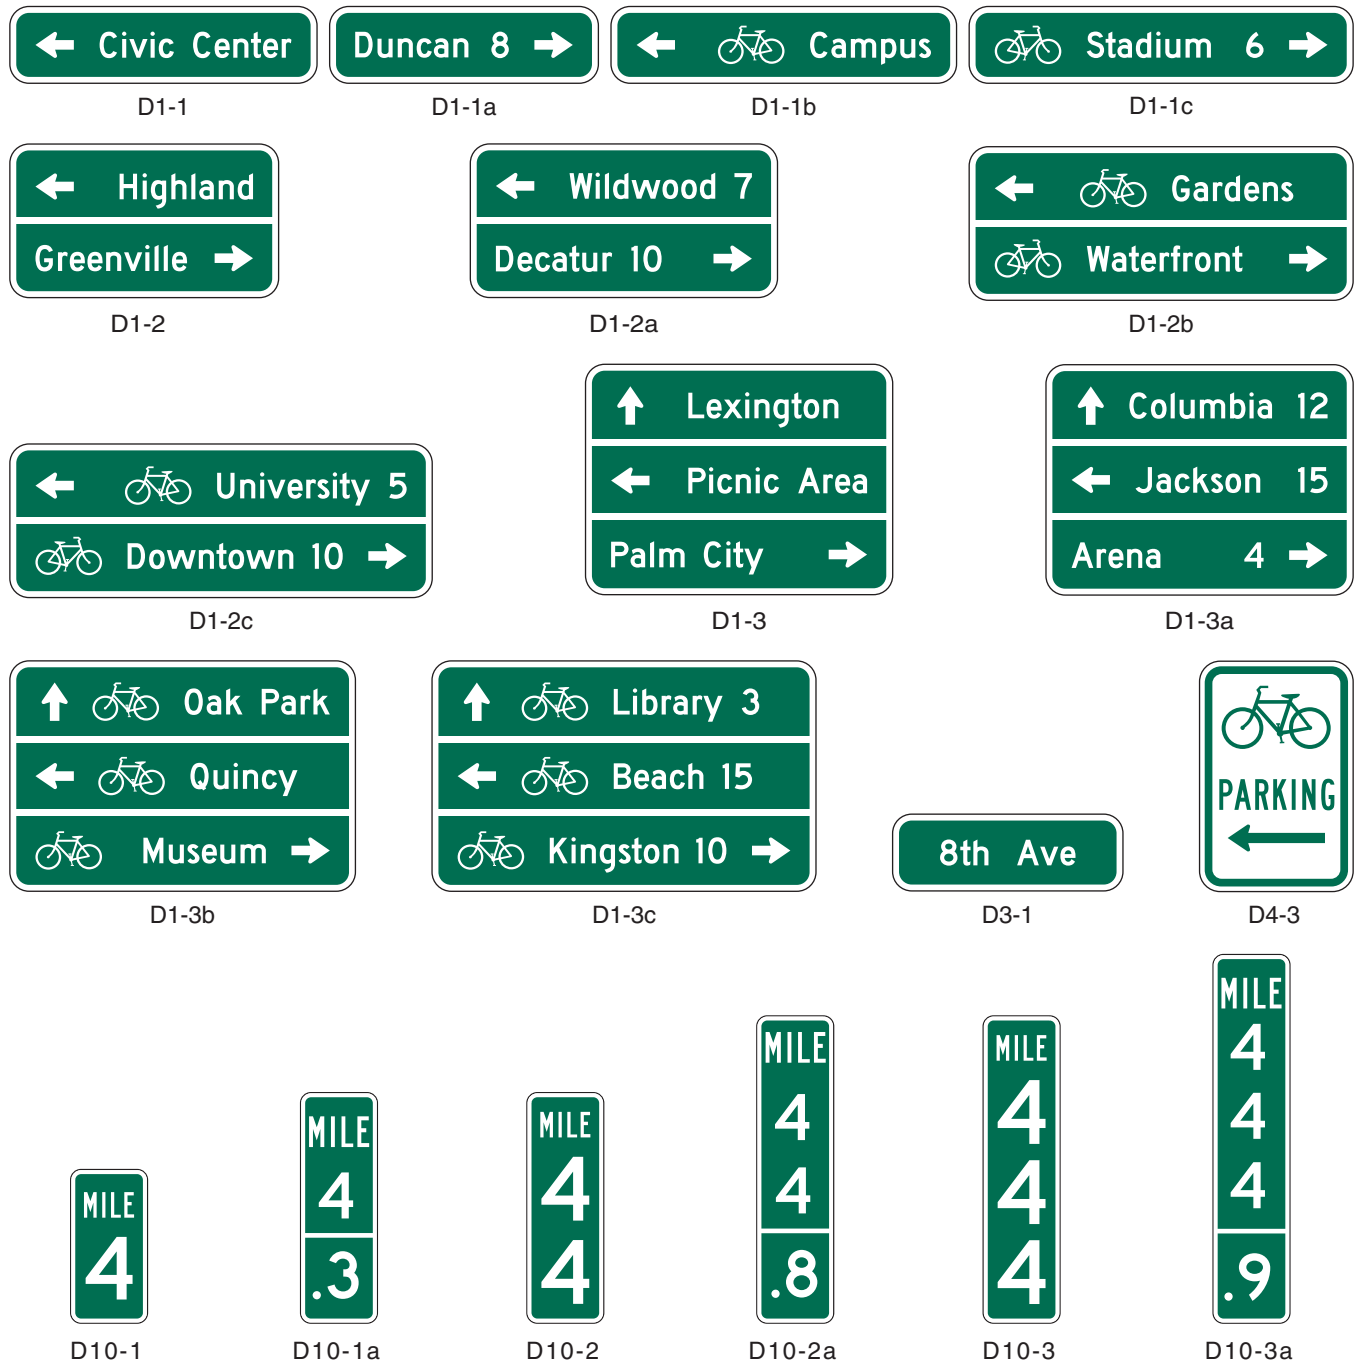 Civic Center
D1-1
Duncan 8
D1-1a
Campus
D1-1b
Stadium 6
D1-1c
Highland
Greenville
D1-2
Wildwood 7
Decatur 10
D1-2a
Gardens
Waterfront
D1-2b
University 5
Downtown 10
D1-2c
Lexington
Picnic Area
Palm City
D1-3
Columbia 12
Jackson 15
Arena 4
D1-3a
Oak Park
Quincy
Museum
D1-3b
Library 3
Beach 15
Kingston 10
D1-3c
8th Ave
D3-1
PARKING
D4-3
MILE
4
D10-1
MILE
4
.3
D10-1a
MILE
4
4
D10-2
MILE
4
4
.8
D10-2a
MILE
4
4
4
D10-3
MILE
4
4
4
.9
D10-3a